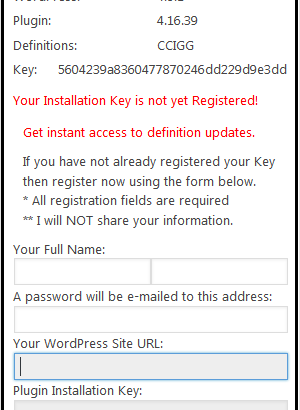 Plugin: 4.16.39
Definitions: CCIGG
Key: 5604239a8360477870246dd229d9e3dd
Your Installation Key is not yet Registered!
Get instant access to definition updates.
If you have not already registered your Key
then register now using the form below.
* All registration fields are required
** I will NOT share your information.
Your Full Name:
A password will be e-mailed to this address:
Your WordPress Site URL:
Plugin Installation Key: